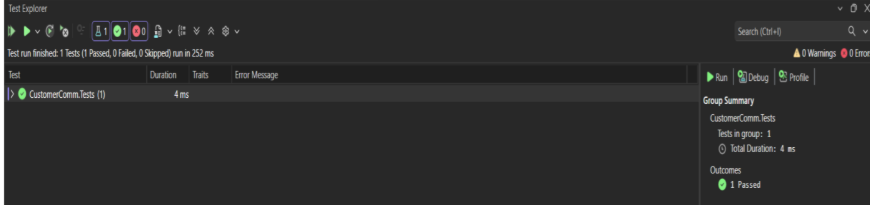 Test Explorer
1 1 0
Search (Ctrl+I)
Test run finished: 1 Tests (1 Passed, 0 Failed, 0 Skipped) run in 252 ms
0 Warnings 0 Error
Test Duration Traits Error Message
CustomerComm.Tests (1) 4 ms
Run Debug Profile
Group Summary
CustomerComm.Tests
Tests in group: 1
Total Duration: 4 ms
Outcomes
1 Passed